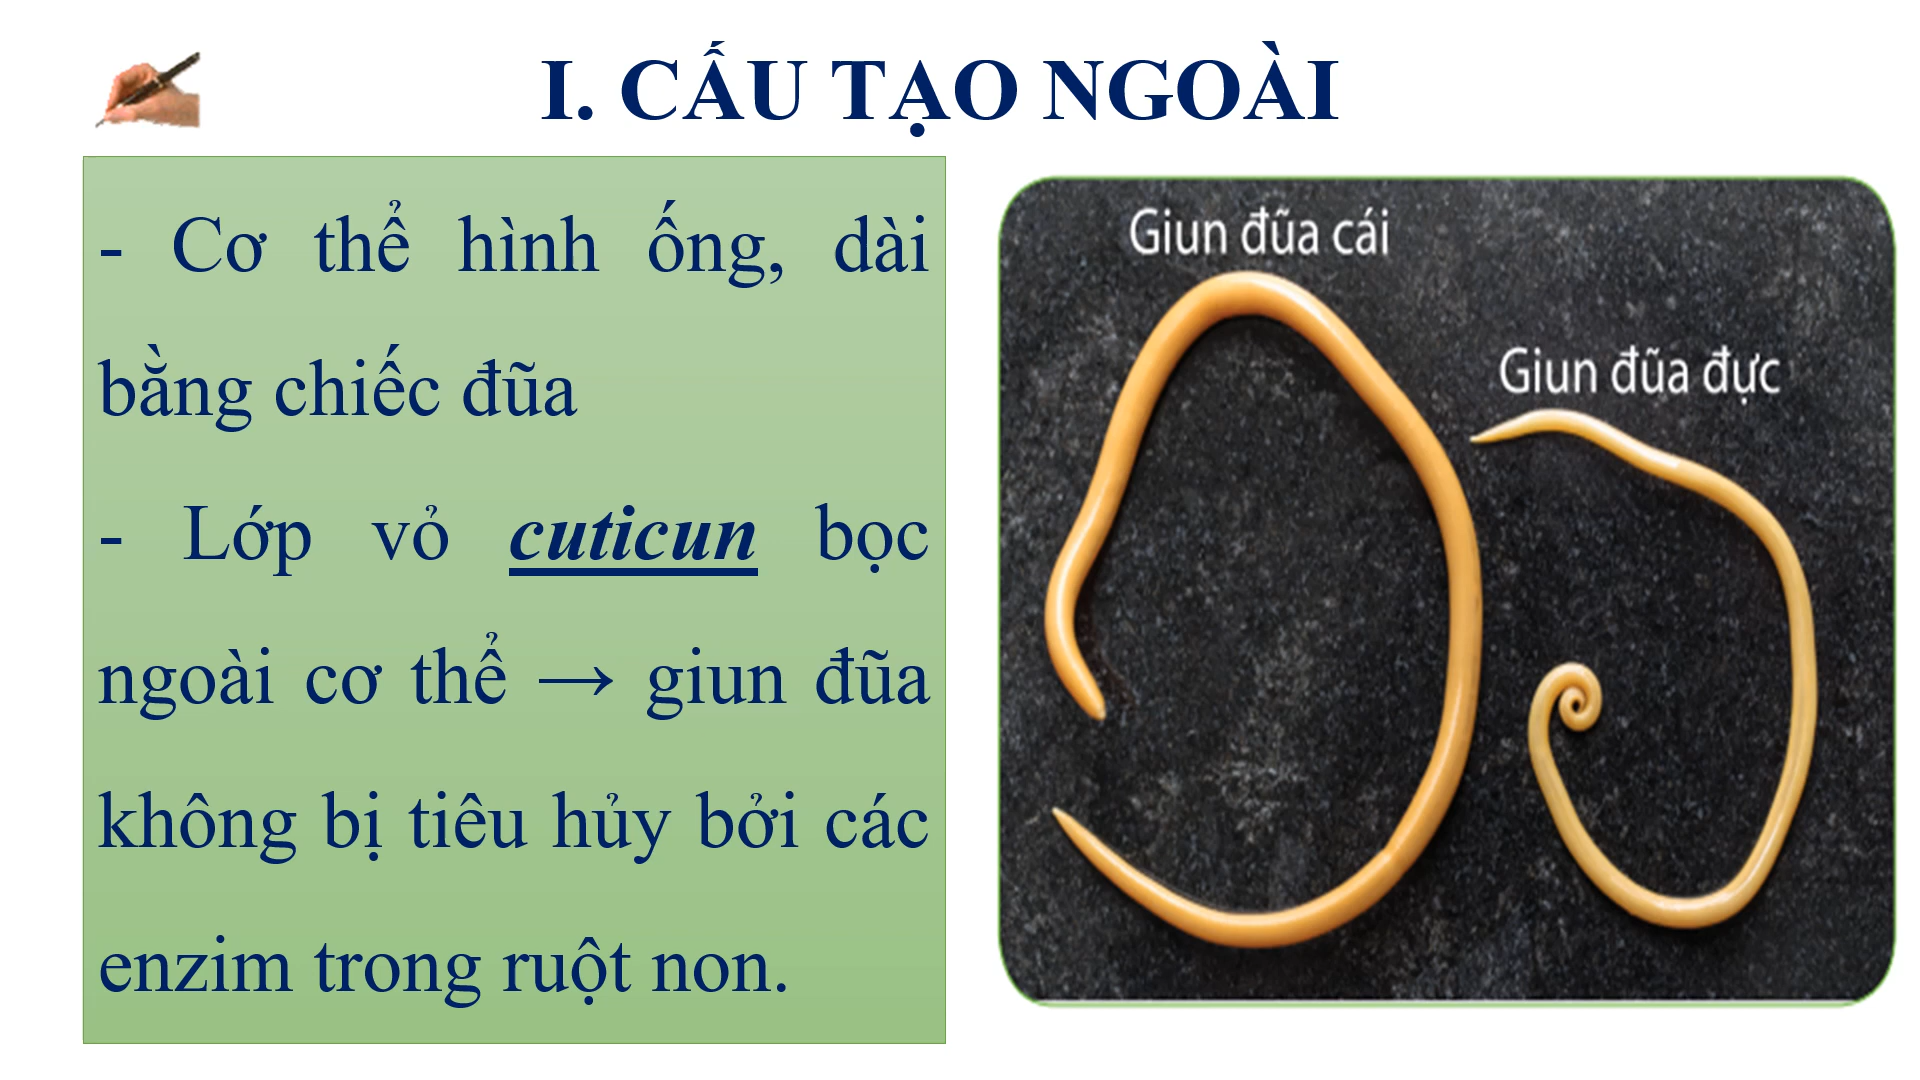 I. CẤU TẠO NGOÀI
- Cơ thể hình ống, dài
bằng chiếc đũa
- Lớp vỏ cuticun bọc
ngoài cơ thể → giun đũa
không bị tiêu hủy bởi các
enzim trong ruột non.
Giun đũa cái
Giun đũa đực